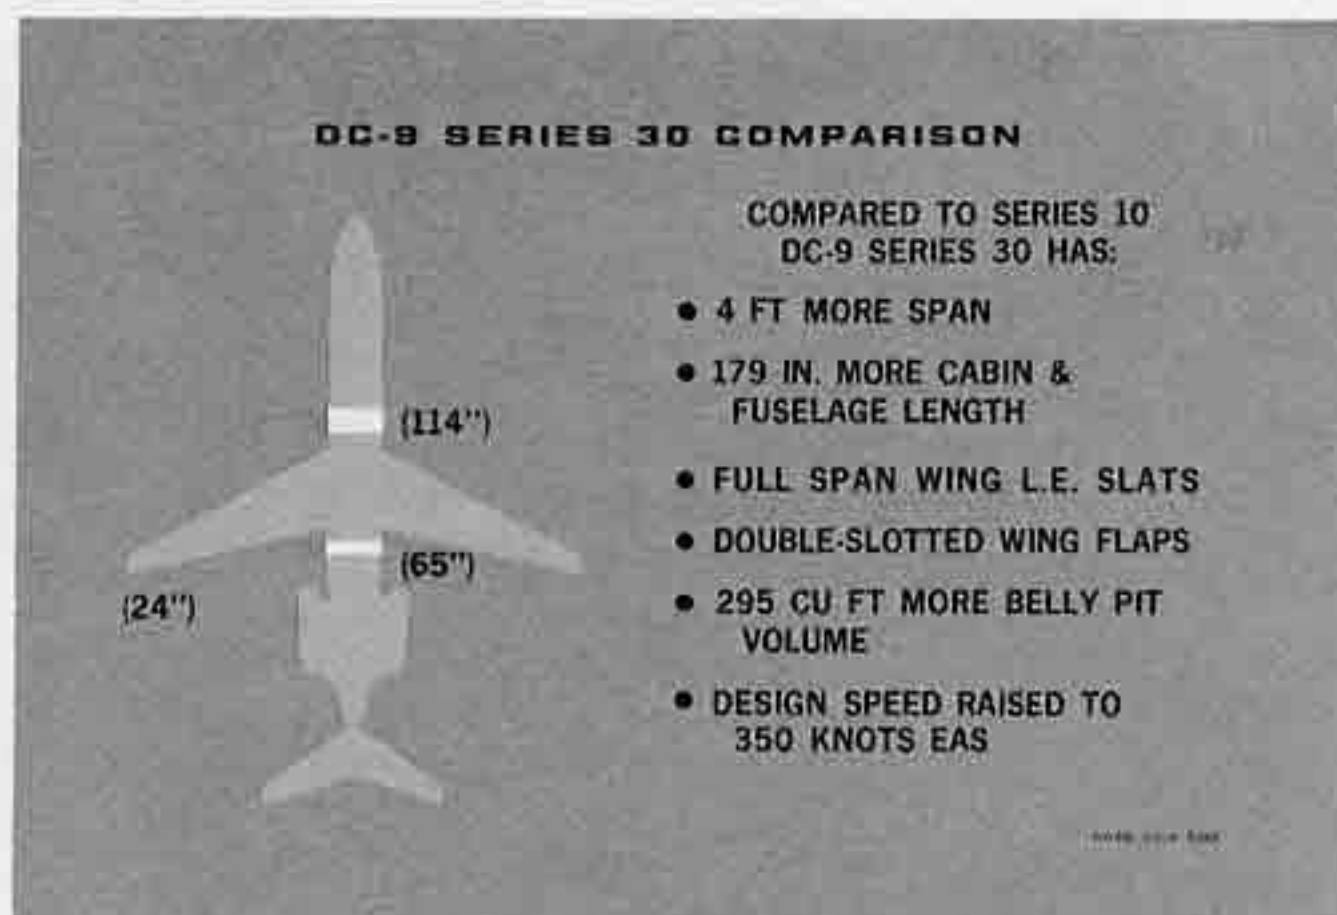 DC-9 SERIES 30 COMPARISON
COMPARED TO SERIES 10
DC-9 SERIES 30 HAS:
• 4 FT MORE SPAN
• 179 IN. MORE CABIN &
FUSELAGE LENGTH
• FULL SPAN WING L.E. SLATS
• DOUBLE-SLOTTED WING FLAPS
• 295 CU FT MORE BELLY PIT
VOLUME
• DESIGN SPEED RAISED TO
350 KNOTS EAS
(114")
(65")
(24")